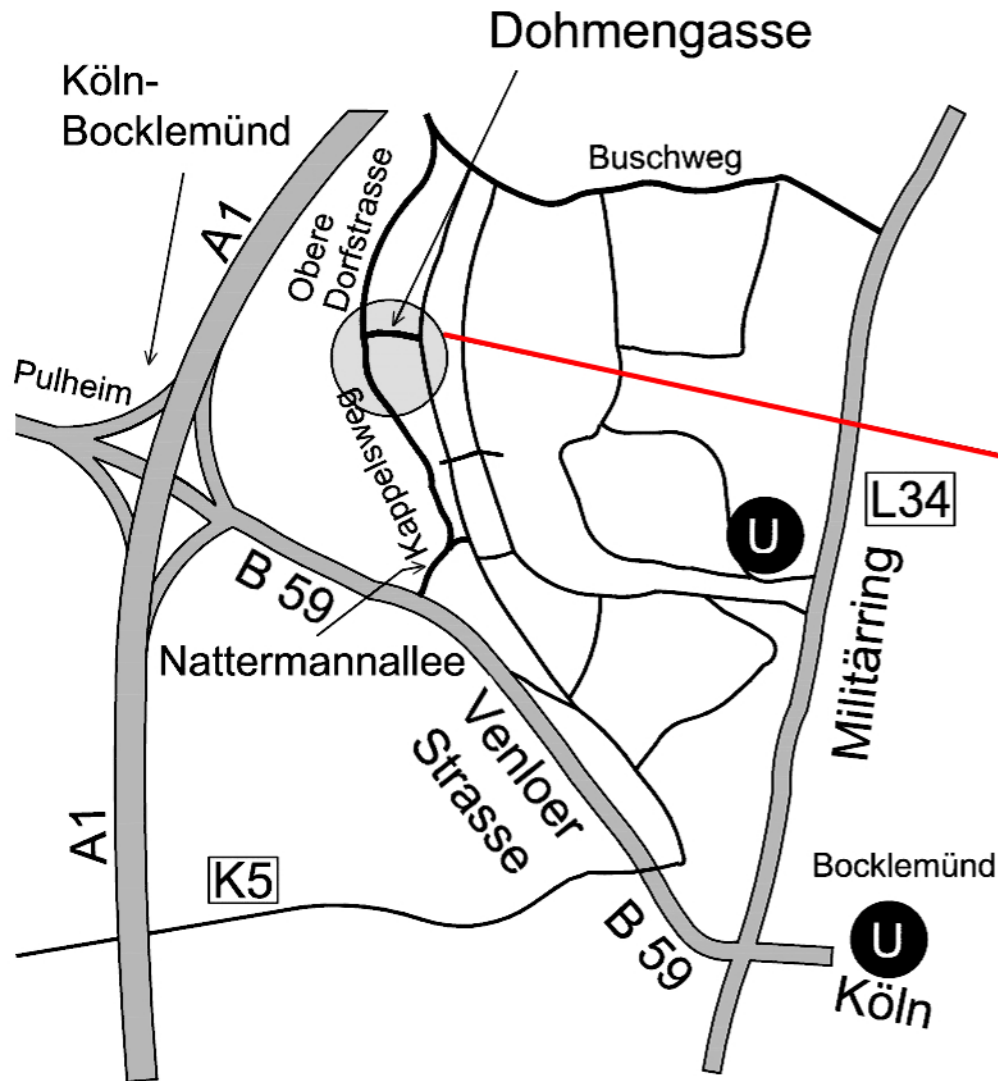 Dohmengasse
Köln-
Bocklemünd
Buschweg
A1
Obere
Dorfstrasse
Pulheim
Kappelsweg
L34
U
B 59
Nattermannallee
Militärring
Venloer
Strasse
A1
K5
Bocklemünd
B 59
U
Köln